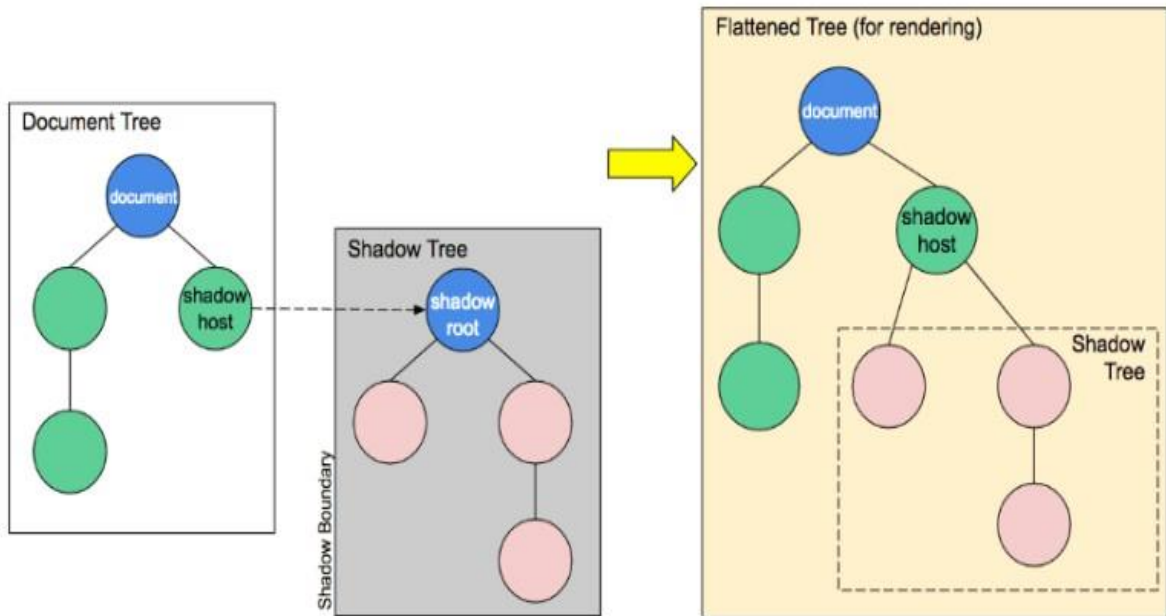 Document Tree
document
shadow
host
Shadow Tree
shadow
root
Shadow Boundary
Flattened Tree (for rendering)
document
shadow
host
Shadow
Tree